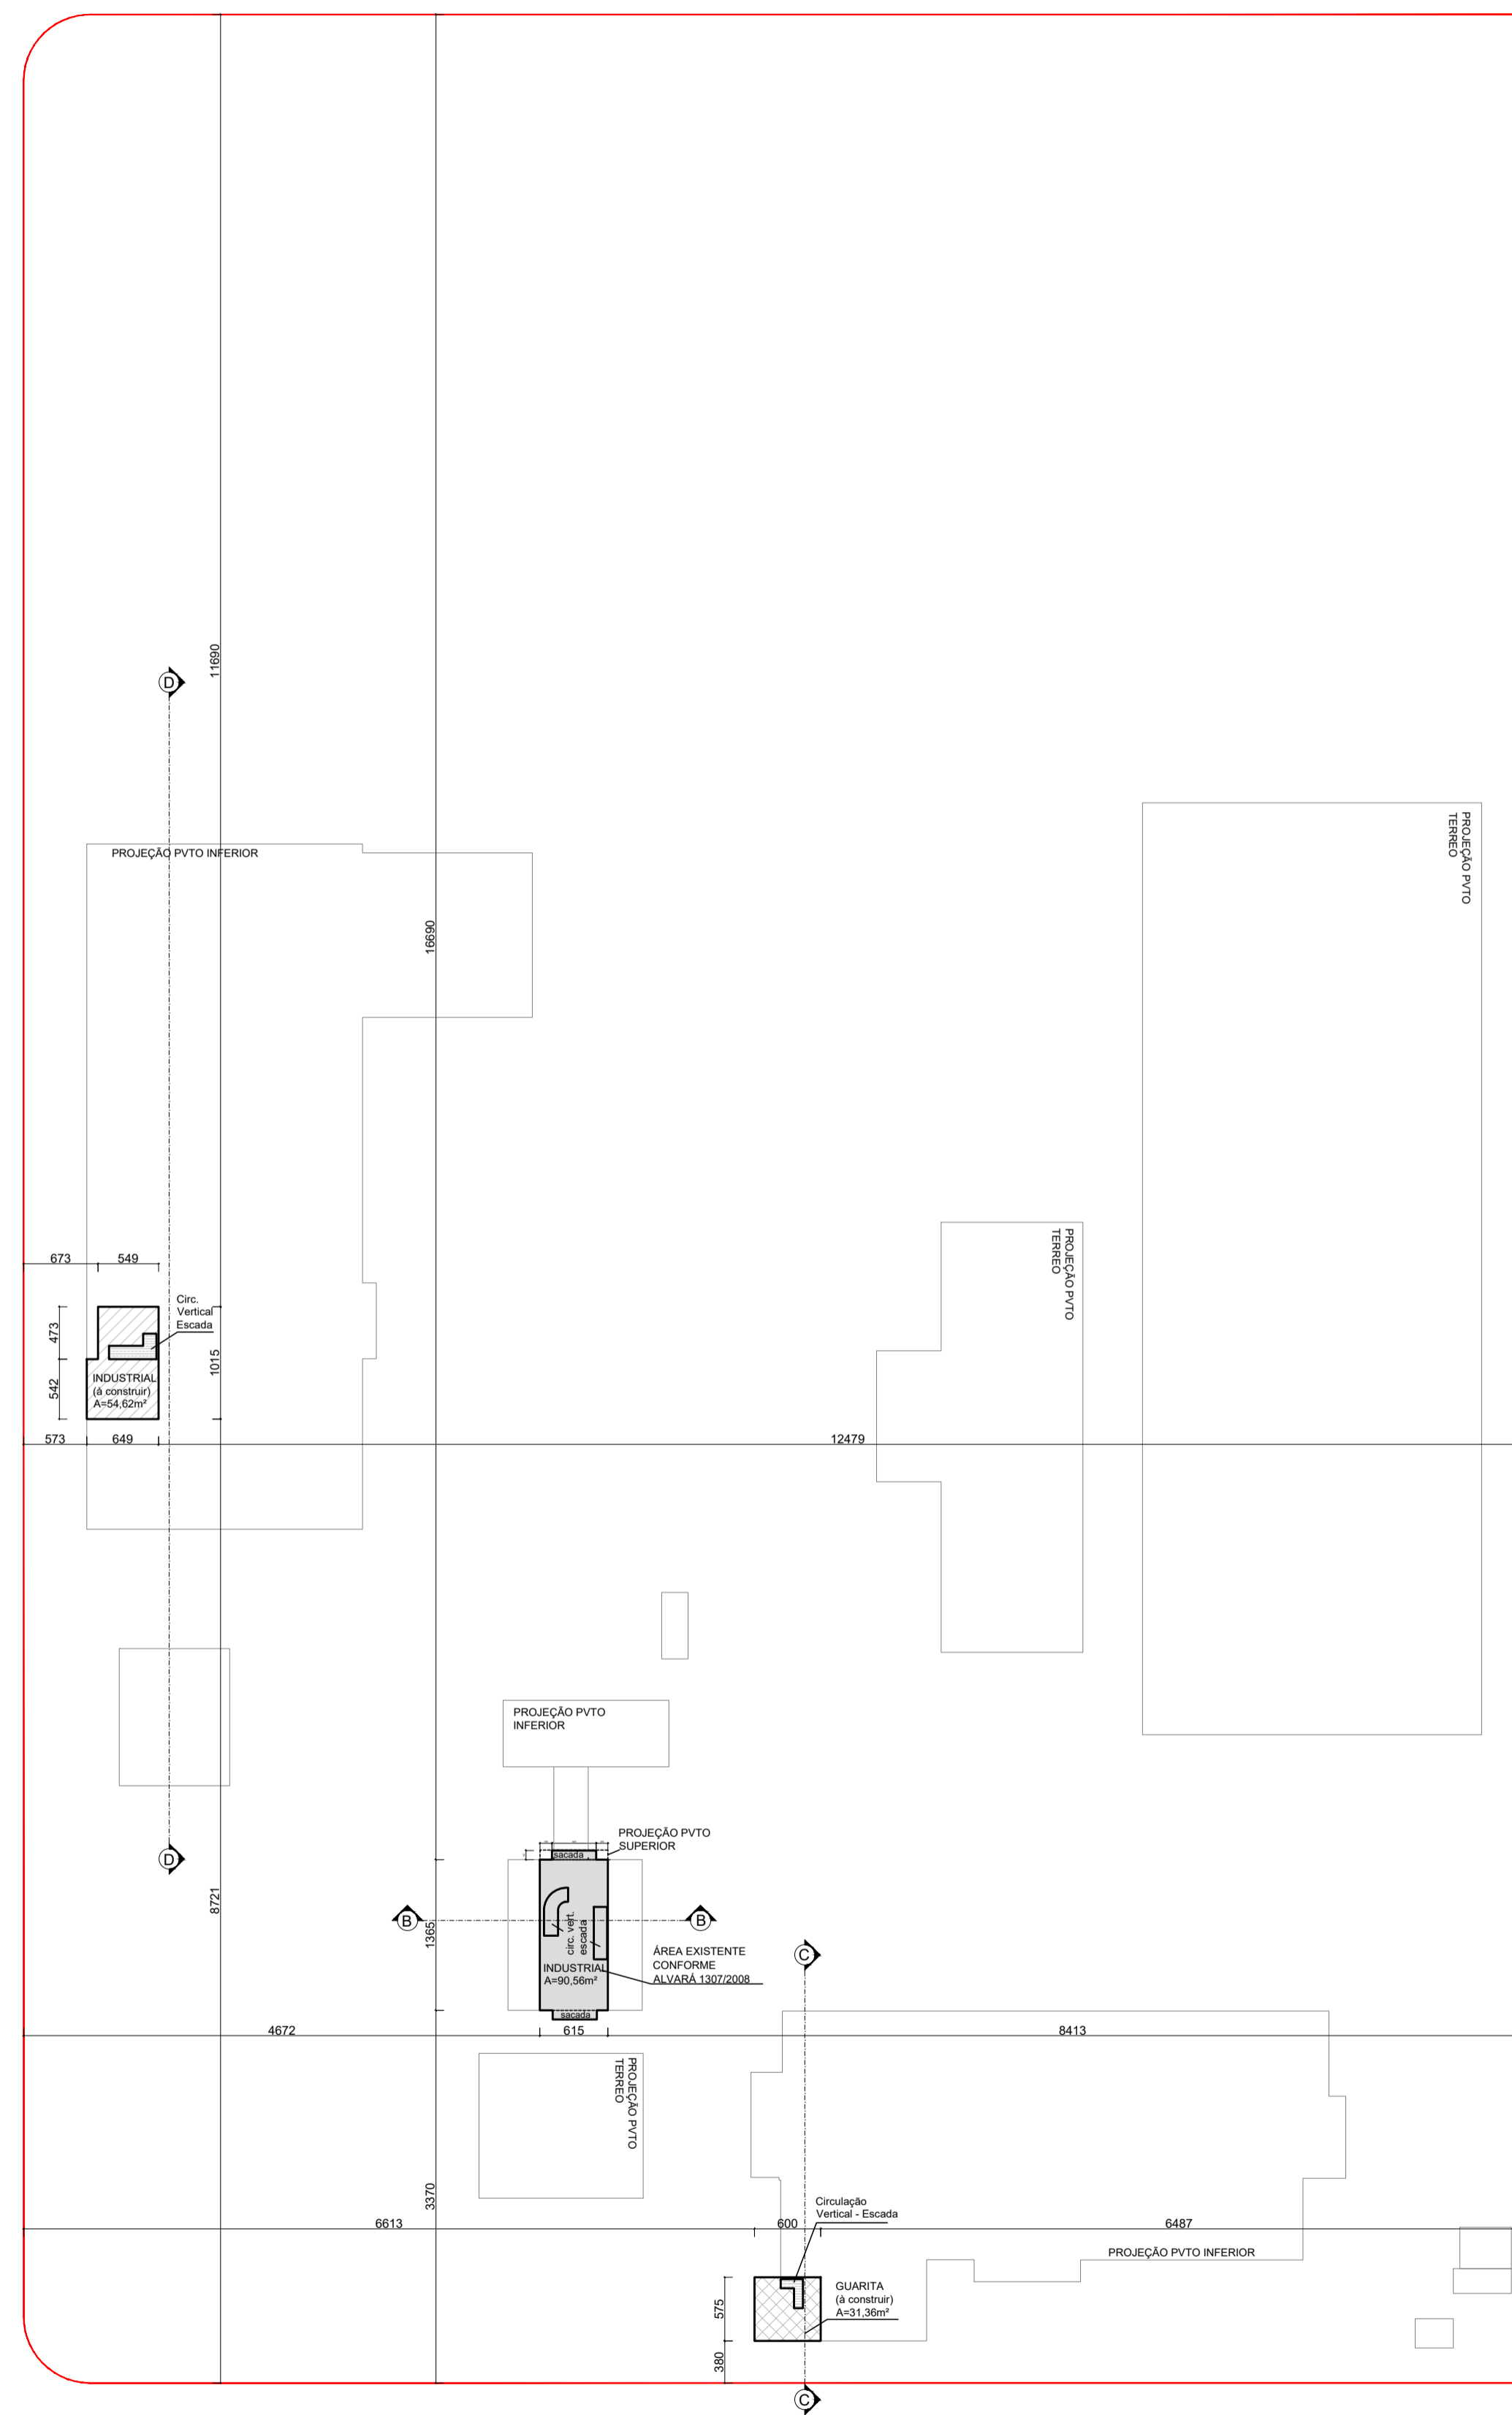 11690
D
PROJEÇÃO PVTO
TERREO
PROJEÇÃO PVTO INFERIOR
16690
PROJEÇÃO PVTO
TERREO
673
549
Circ.
Vertical
Escada
473
1015
INDUSTRIAL
(à construir)
A=54,62m²
542
573
649
12479
PROJEÇÃO PVTO
INFERIOR
PROJEÇÃO PVTO
SUPERIOR
sacada
D
8721
B
B
1365
circ. vert.
escada
INDUSTRIAL
A=90,56m²
ÁREA EXISTENTE
CONFORME
ALVARÁ 1307/2008
C
sacada
4672
615
8413
PROJEÇÃO PVTO
TERREO
3370
Circulação
Vertical - Escada
6613
600
6487
PROJEÇÃO PVTO INFERIOR
575
GUARITA
(à construir)
A=31,36m²
380
C